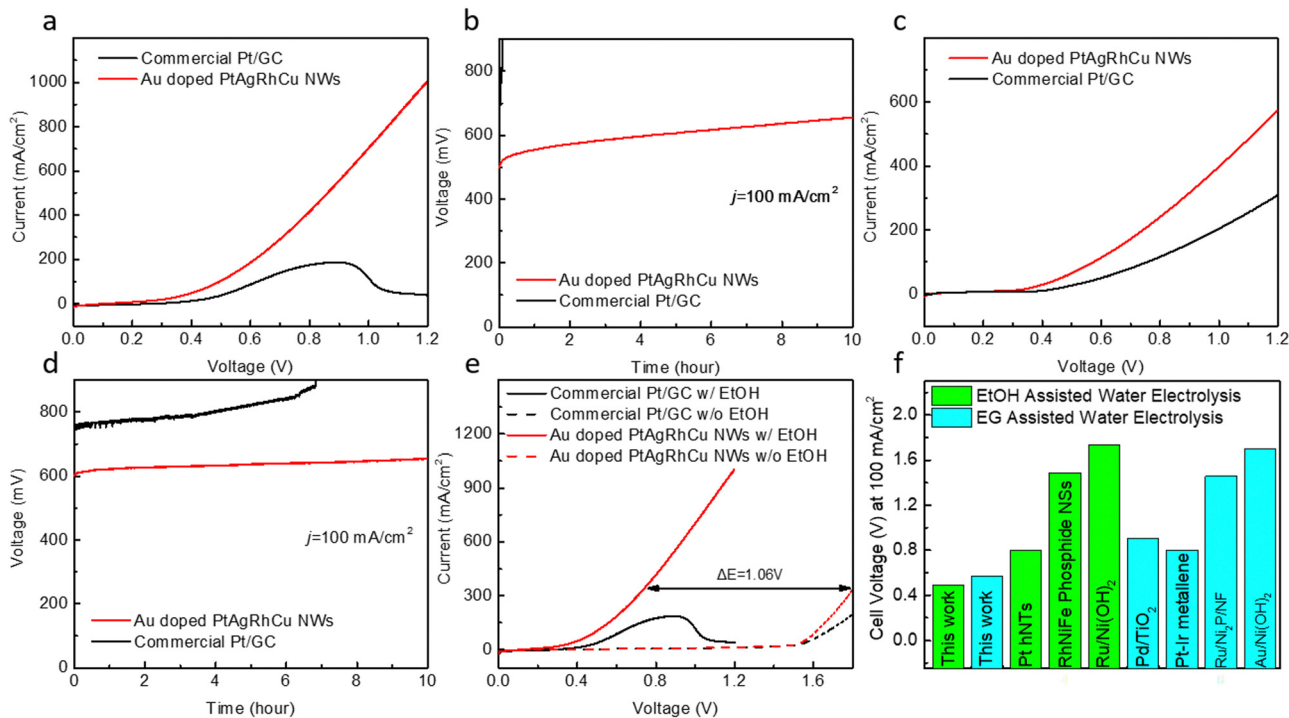 a
Commercial Pt/GC
Au doped PtAgRhCu NWs
1000
800
600
400
200
0
Current (mA/cm²)
0.0 0.2 0.4 0.6 0.8 1.0 1.2
Voltage (V)
b
800
600
400
200
0
Voltage (mV)
j=100 mA/cm²
Au doped PtAgRhCu NWs
Commercial Pt/GC
0 2 4 6 8 10
Time (hour)
c
Au doped PtAgRhCu NWs
Commercial Pt/GC
600
400
200
0
Current (mA/cm²)
0.0 0.2 0.4 0.6 0.8 1.0 1.2
Voltage (V)
d
800
600
400
200
0
Voltage (mV)
j=100 mA/cm²
Au doped PtAgRhCu NWs
Commercial Pt/GC
0 2 4 6 8 10
Time (hour)
e
Commercial Pt/GC w/ EtOH
Commercial Pt/GC w/o EtOH
Au doped PtAgRhCu NWs w/ EtOH
Au doped PtAgRhCu NWs w/o EtOH
1200
900
600
300
0
Current (mA/cm²)
ΔE=1.06V
0.0 0.4 0.8 1.2 1.6
Voltage (V)
f
EtOH Assisted Water Electrolysis
EG Assisted Water Electrolysis
2.0
1.6
1.2
0.8
0.4
0.0
Cell Voltage (V) at 100 mA/cm²
This work
This work
Pt hNTs
RhNiFe Phosphide NSs
Ru/Ni(OH)₂
Pd/TiO₂
Pt-Ir metallene
Ru/Ni₂P/NF
Au/Ni(OH)₂